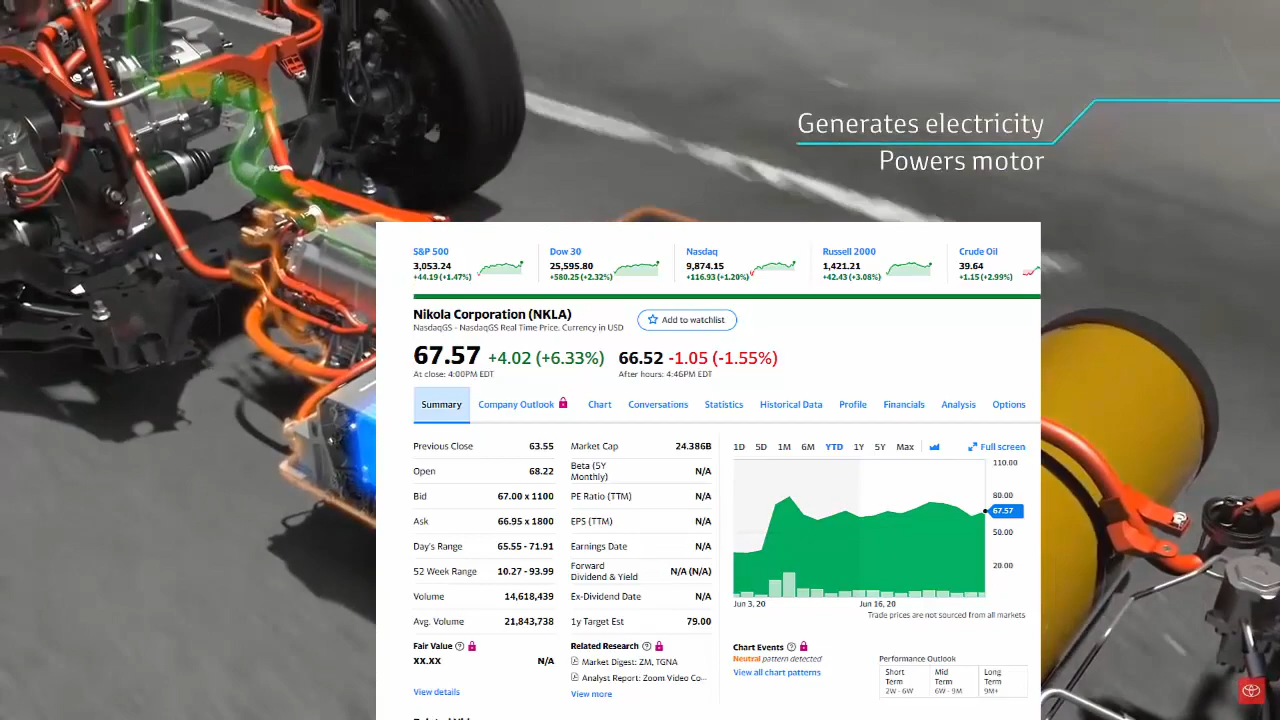 Generates electricity
Powers motor
S&P 500
3,053.24
+44.19 (+1.47%)
Dow 30
25,595.80
+580.25 (+2.32%)
Nasdaq
9,874.15
+116.93 (+1.20%)
Russell 2000
1,421.21
+42.43 (+3.08%)
Crude Oil
39.64
+1.15 (+2.99%)
Nikola Corporation (NKLA)
NasdaqGS - NasdaqGS Real Time Price. Currency in USD
Add to watchlist
67.57 +4.02 (+6.33%)
At close: 4:00PM EDT
66.52 -1.05 (-1.55%)
After hours: 4:46PM EDT
Summary Company Outlook Chart Conversations Statistics Historical Data Profile Financials Analysis Options
Previous Close 63.55
Open 68.22
Bid 67.00 x 1100
Ask 66.95 x 1800
Day's Range 65.55 - 71.91
52 Week Range 10.27 - 93.99
Volume 14,618,439
Avg. Volume 21,843,738
Market Cap 24.386B
Beta (5Y
Monthly) N/A
PE Ratio (TTM) N/A
EPS (TTM) N/A
Earnings Date N/A
Forward
Dividend & Yield N/A (N/A)
Ex-Dividend Date N/A
1y Target Est 79.00
1D 5D 1M 6M YTD 1Y 5Y Max Full screen
110.00
80.00
67.57
50.00
20.00
Jun 3, 20 Jun 16, 20
Trade prices are not sourced from all markets
Fair Value
XX.XX N/A
View details
Related Research
Market Digest: ZM, TGNA
Analyst Report: Zoom Video Co...
View more
Chart Events
Neutral pattern detected
View all chart patterns
Performance Outlook
Short
Term
2W - 6W
Mid
Term
6W - 9M
Long
Term
9M+